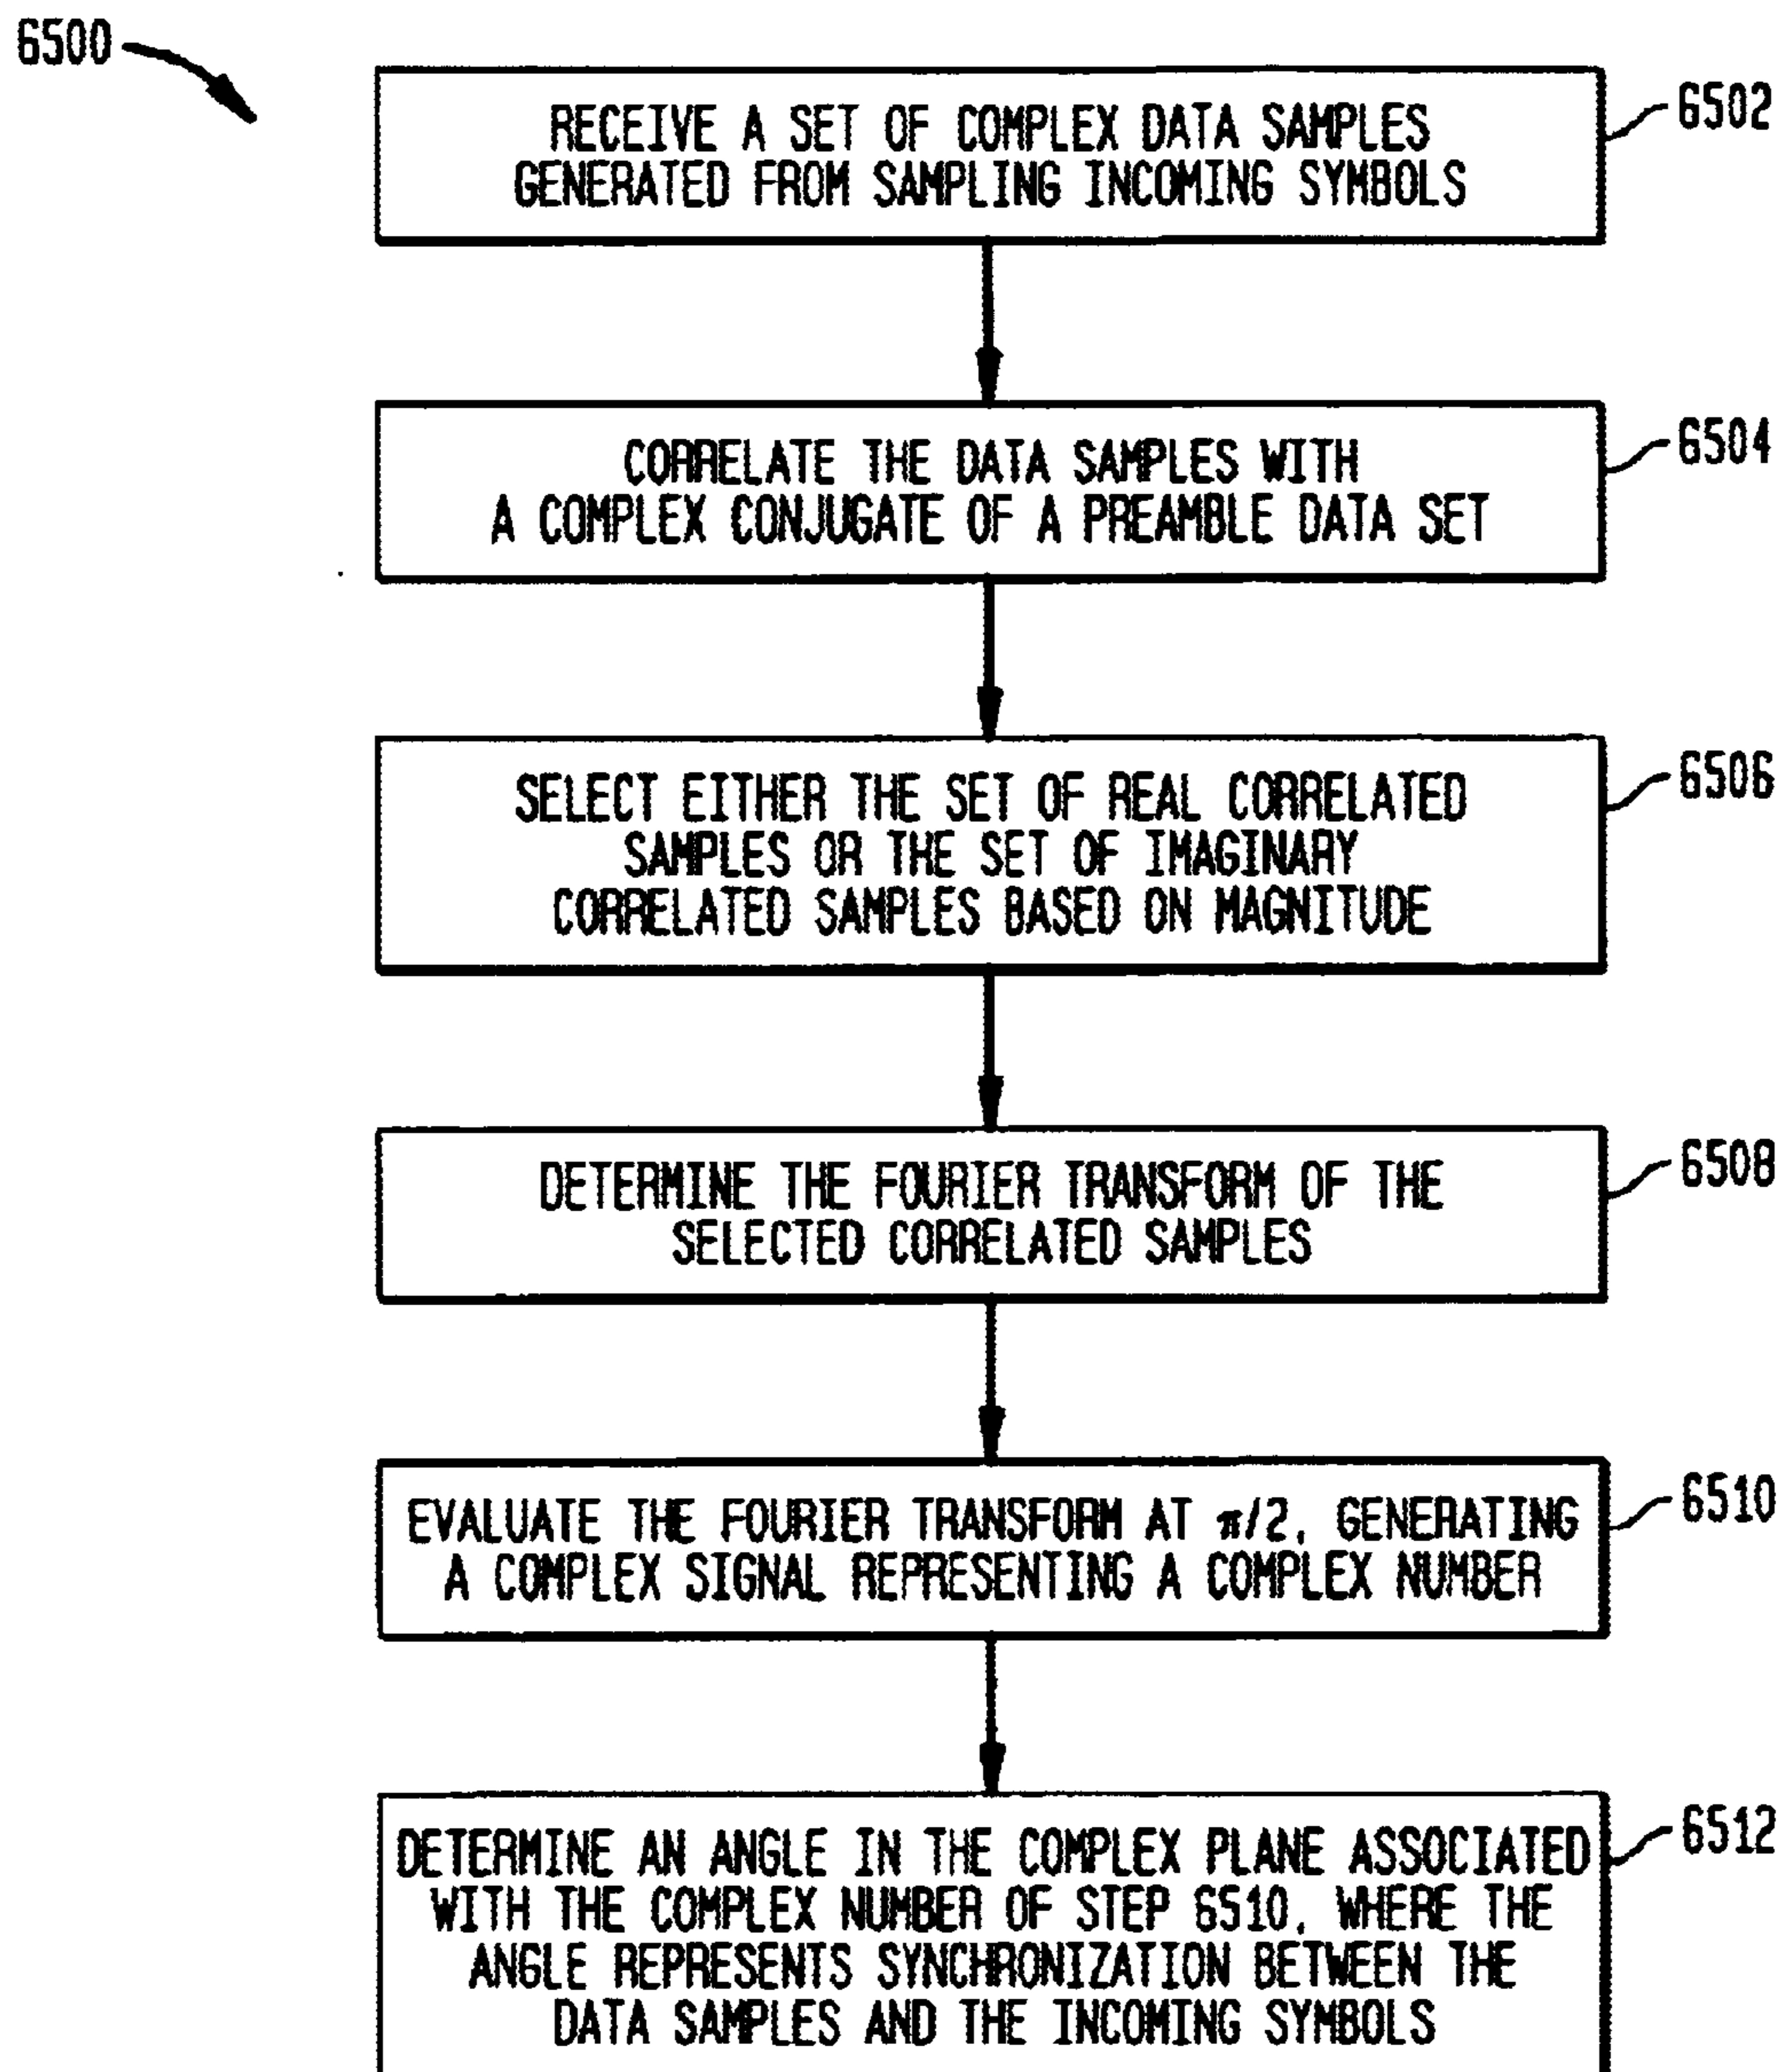 6500
RECEIVE A SET OF COMPLEX DATA SAMPLES
GENERATED FROM SAMPLING INCOMING SYMBOLS
6502
CORRELATE THE DATA SAMPLES WITH
A COMPLEX CONJUGATE OF A PREAMBLE DATA SET
6504
SELECT EITHER THE SET OF REAL CORRELATED
SAMPLES OR THE SET OF IMAGINARY
CORRELATED SAMPLES BASED ON MAGNITUDE
6506
DETERMINE THE FOURIER TRANSFORM OF THE
SELECTED CORRELATED SAMPLES
6508
EVALUATE THE FOURIER TRANSFORM AT π/2, GENERATING
A COMPLEX SIGNAL REPRESENTING A COMPLEX NUMBER
6510
DETERMINE AN ANGLE IN THE COMPLEX PLANE ASSOCIATED
WITH THE COMPLEX NUMBER OF STEP 6510, WHERE THE
ANGLE REPRESENTS SYNCHRONIZATION BETWEEN THE
DATA SAMPLES AND THE INCOMING SYMBOLS
6512